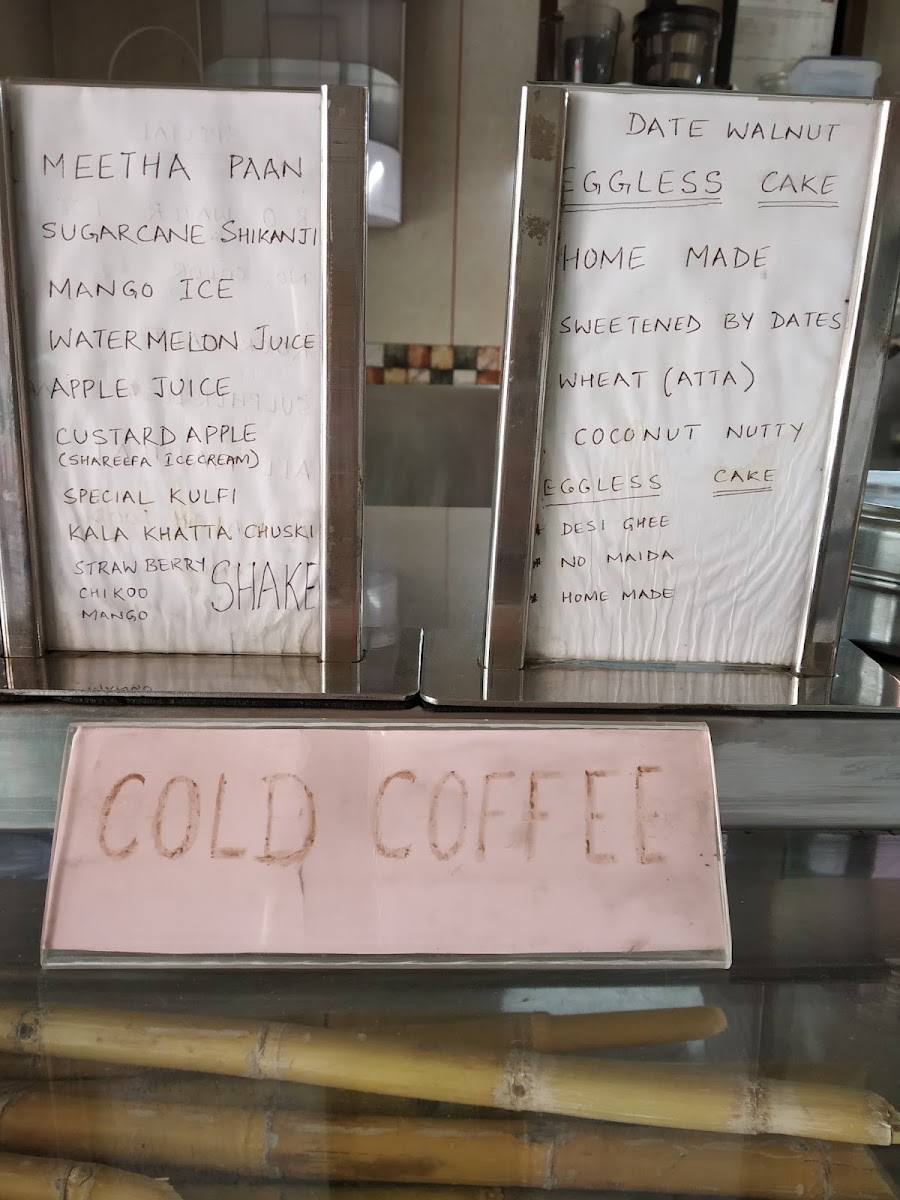 MEETHA PAAN
SUGARCANE SHIKANJI
MANGO ICE
WATERMELON JUICE
APPLE JUICE
CUSTARD APPLE
(SHAREEFA ICECREAM)
SPECIAL KULFI
KALA KHATTA CHUSKI
STRAWBERRY
CHIKOO
MANGO
SHAKE
DATE WALNUT
EGGLESS CAKE
HOME MADE
SWEETENED BY DATES
WHEAT (ATTA)
COCONUT NUTTY
EGGLESS CAKE
* DESI GHEE
* NO MAIDA
* HOME MADE
COLD COFFEE